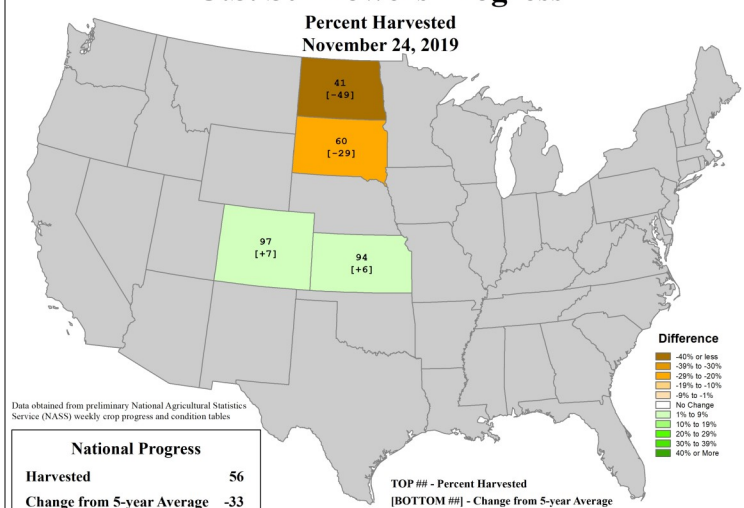 Percent Harvested
November 24, 2019
41
[-49]
60
[-29]
97
[+7]
94
[+6]
Difference
-40% or less
-39% to -30%
-29% to -20%
-19% to -10%
-9% to -1%
No Change
1% to 9%
10% to 19%
20% to 29%
30% to 39%
40% or More
Data obtained from preliminary National Agricultural Statistics
Service (NASS) weekly crop progress and condition tables
National Progress
Harvested 56
Change from 5-year Average -33
TOP ## - Percent Harvested
[BOTTOM ##] - Change from 5-year Average